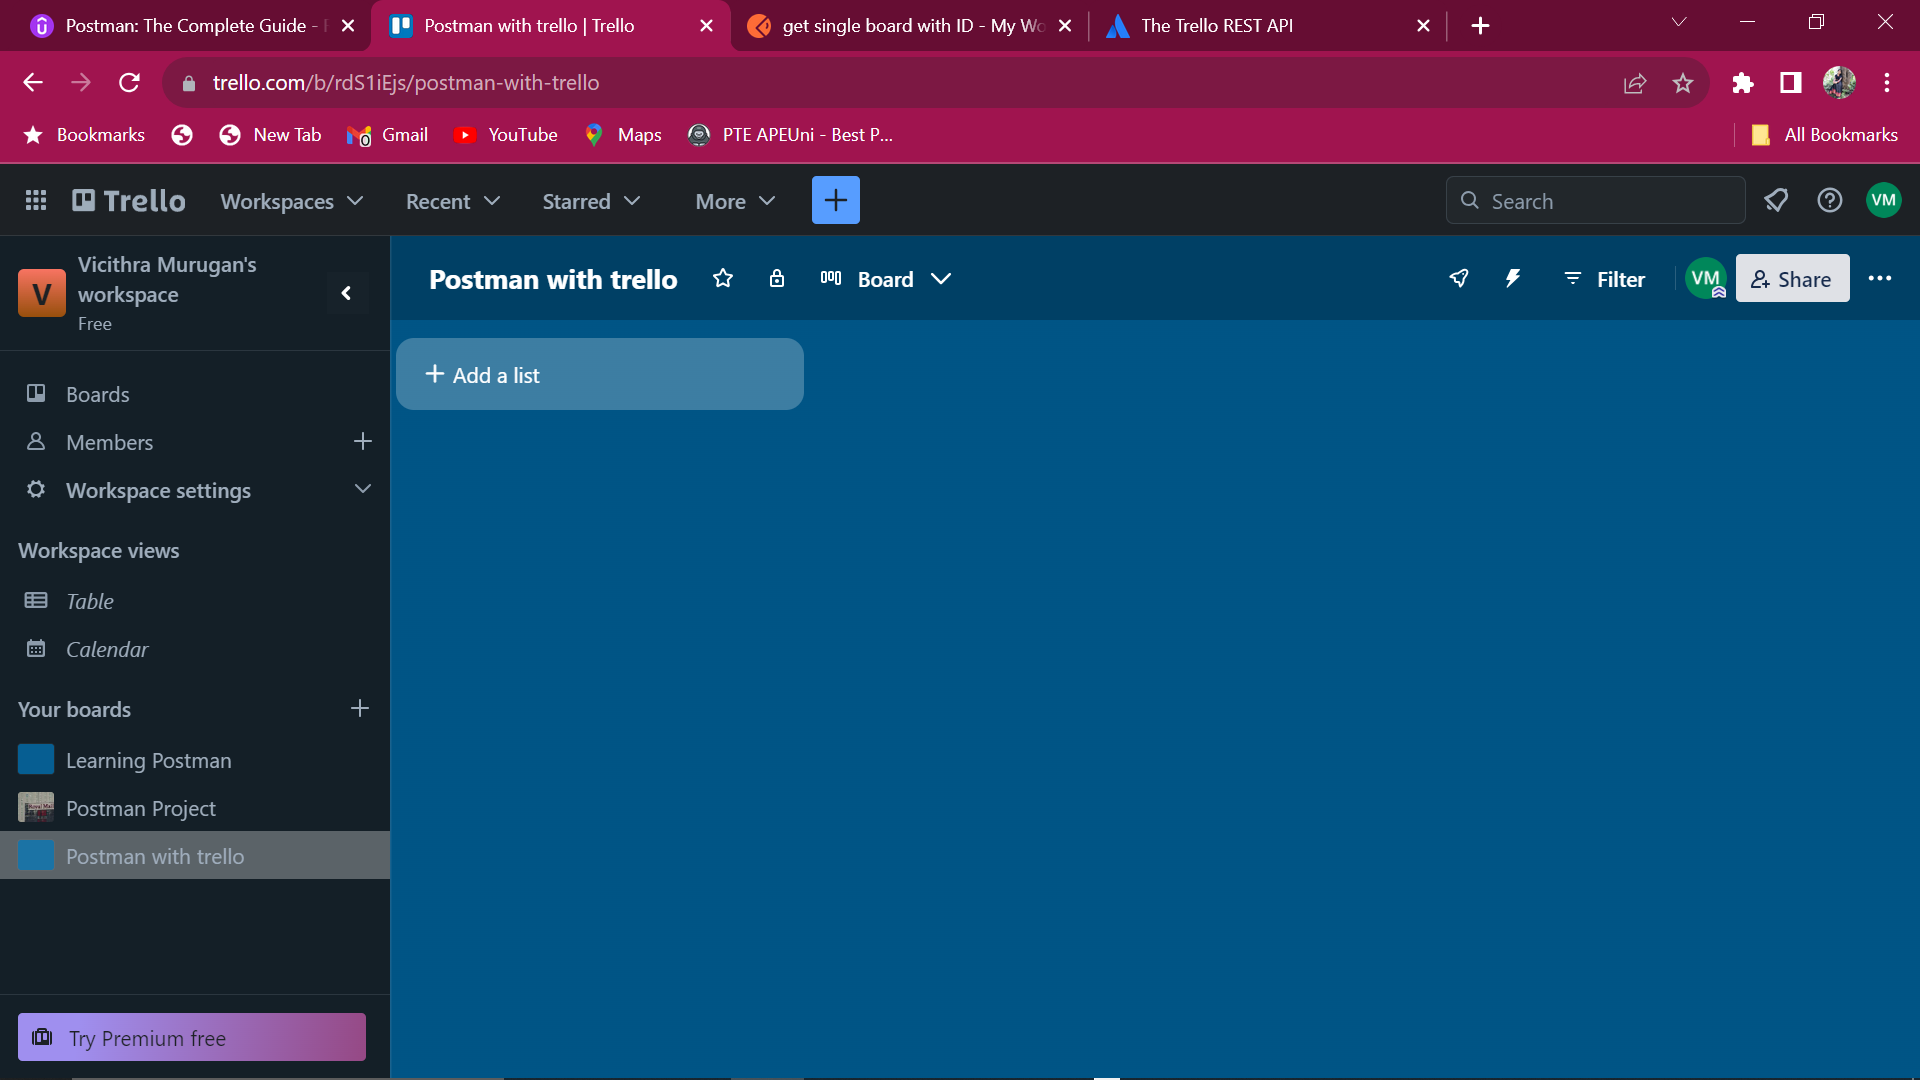 Postman: The Complete Guide -
Postman with trello | Trello
get single board with ID - My Wo
The Trello REST API
trello.com/b/rdS1iEjs/postman-with-trello
Bookmarks
New Tab
0
Gmail
YouTube
Maps
PTE APEUni - Best P...
All Bookmarks
Trello
Workspaces
Recent
Starred
More
Search
VM
V
Vicithra Murugan's
workspace
Free
Postman with trello
Board
Filter
VM
Share
Add a list
Boards
Members
Workspace settings
Workspace views
Table
Calendar
Your boards
Learning Postman
Postman Project
Postman with trello
Try Premium free